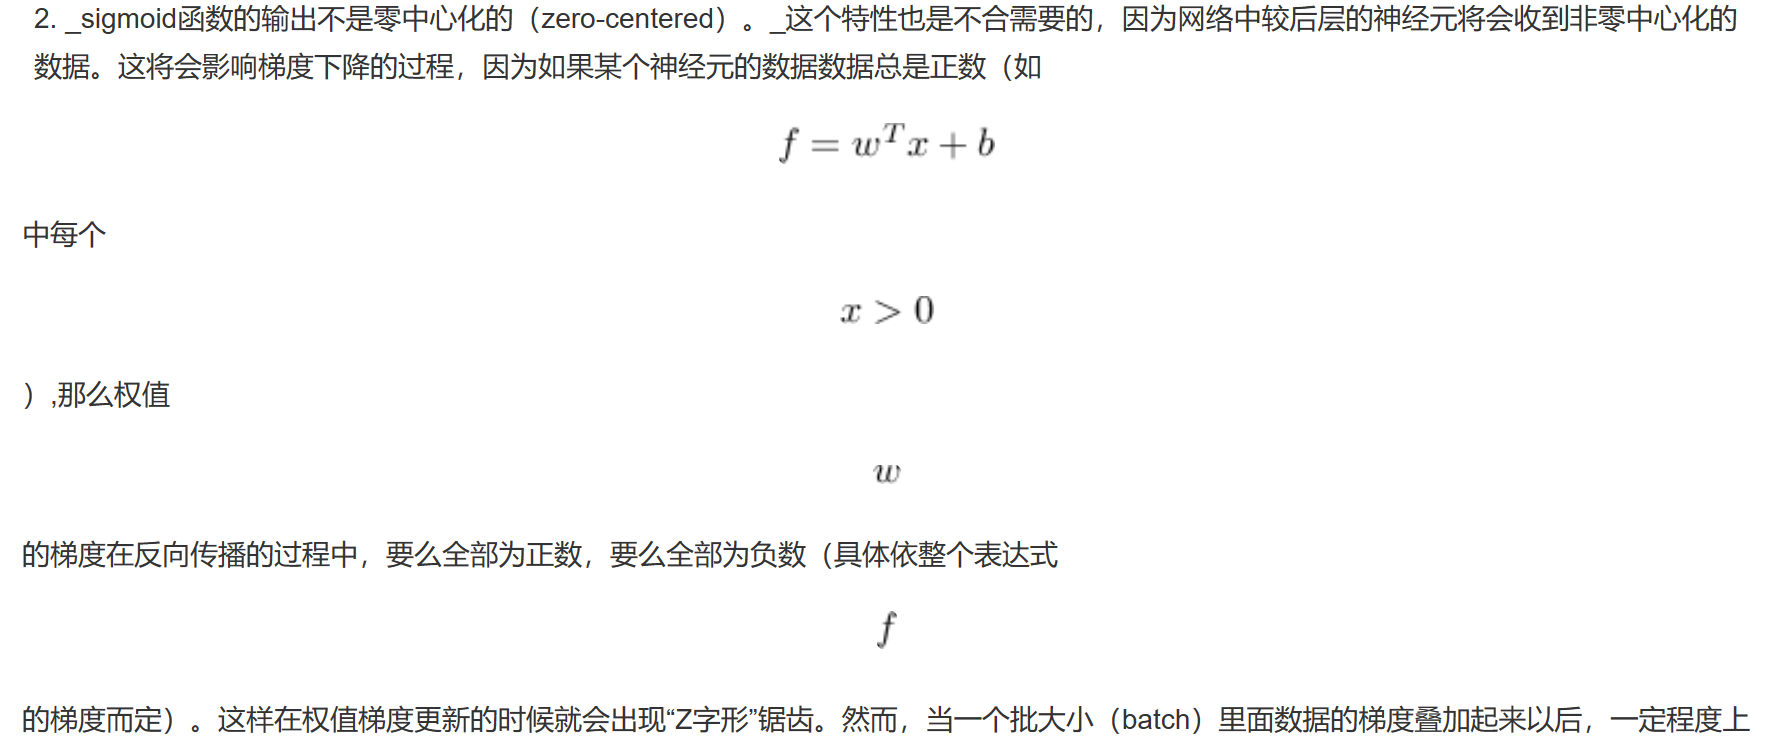 2. _sigmoid函数的输出不是零中心化的（zero-centered）。_这个特性也是不合需要的，因为网络中较后层的神经元将会收到非零中心化的
数据。这将会影响梯度下降的过程，因为如果某个神经元的数据数据总是正数（如
f = w^T x + b
中每个
x > 0
）,那么权值
w
的梯度在反向传播的过程中，要么全部为正数，要么全部为负数（具体依整个表达式
f
的梯度而定）。这样在权值梯度更新的时候就会出现“Z字形”锯齿。然而，当一个批大小（batch）里面数据的梯度叠加起来以后，一定程度上